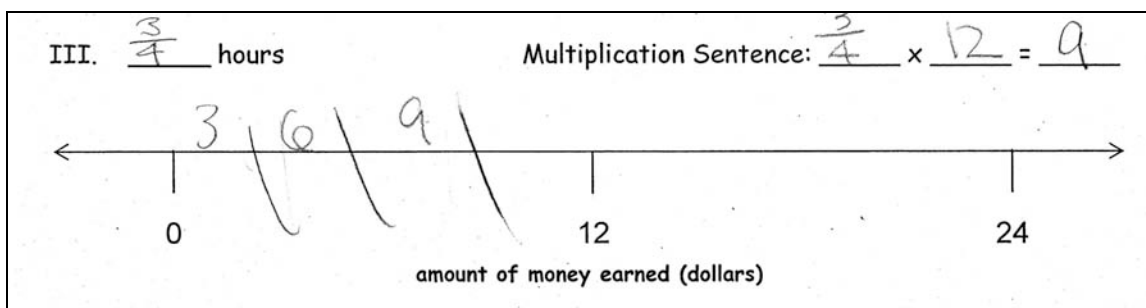 III. 3/4 hours Multiplication Sentence: 3/4 x 12 = 9
3 6 9
0 12 24
amount of money earned (dollars)